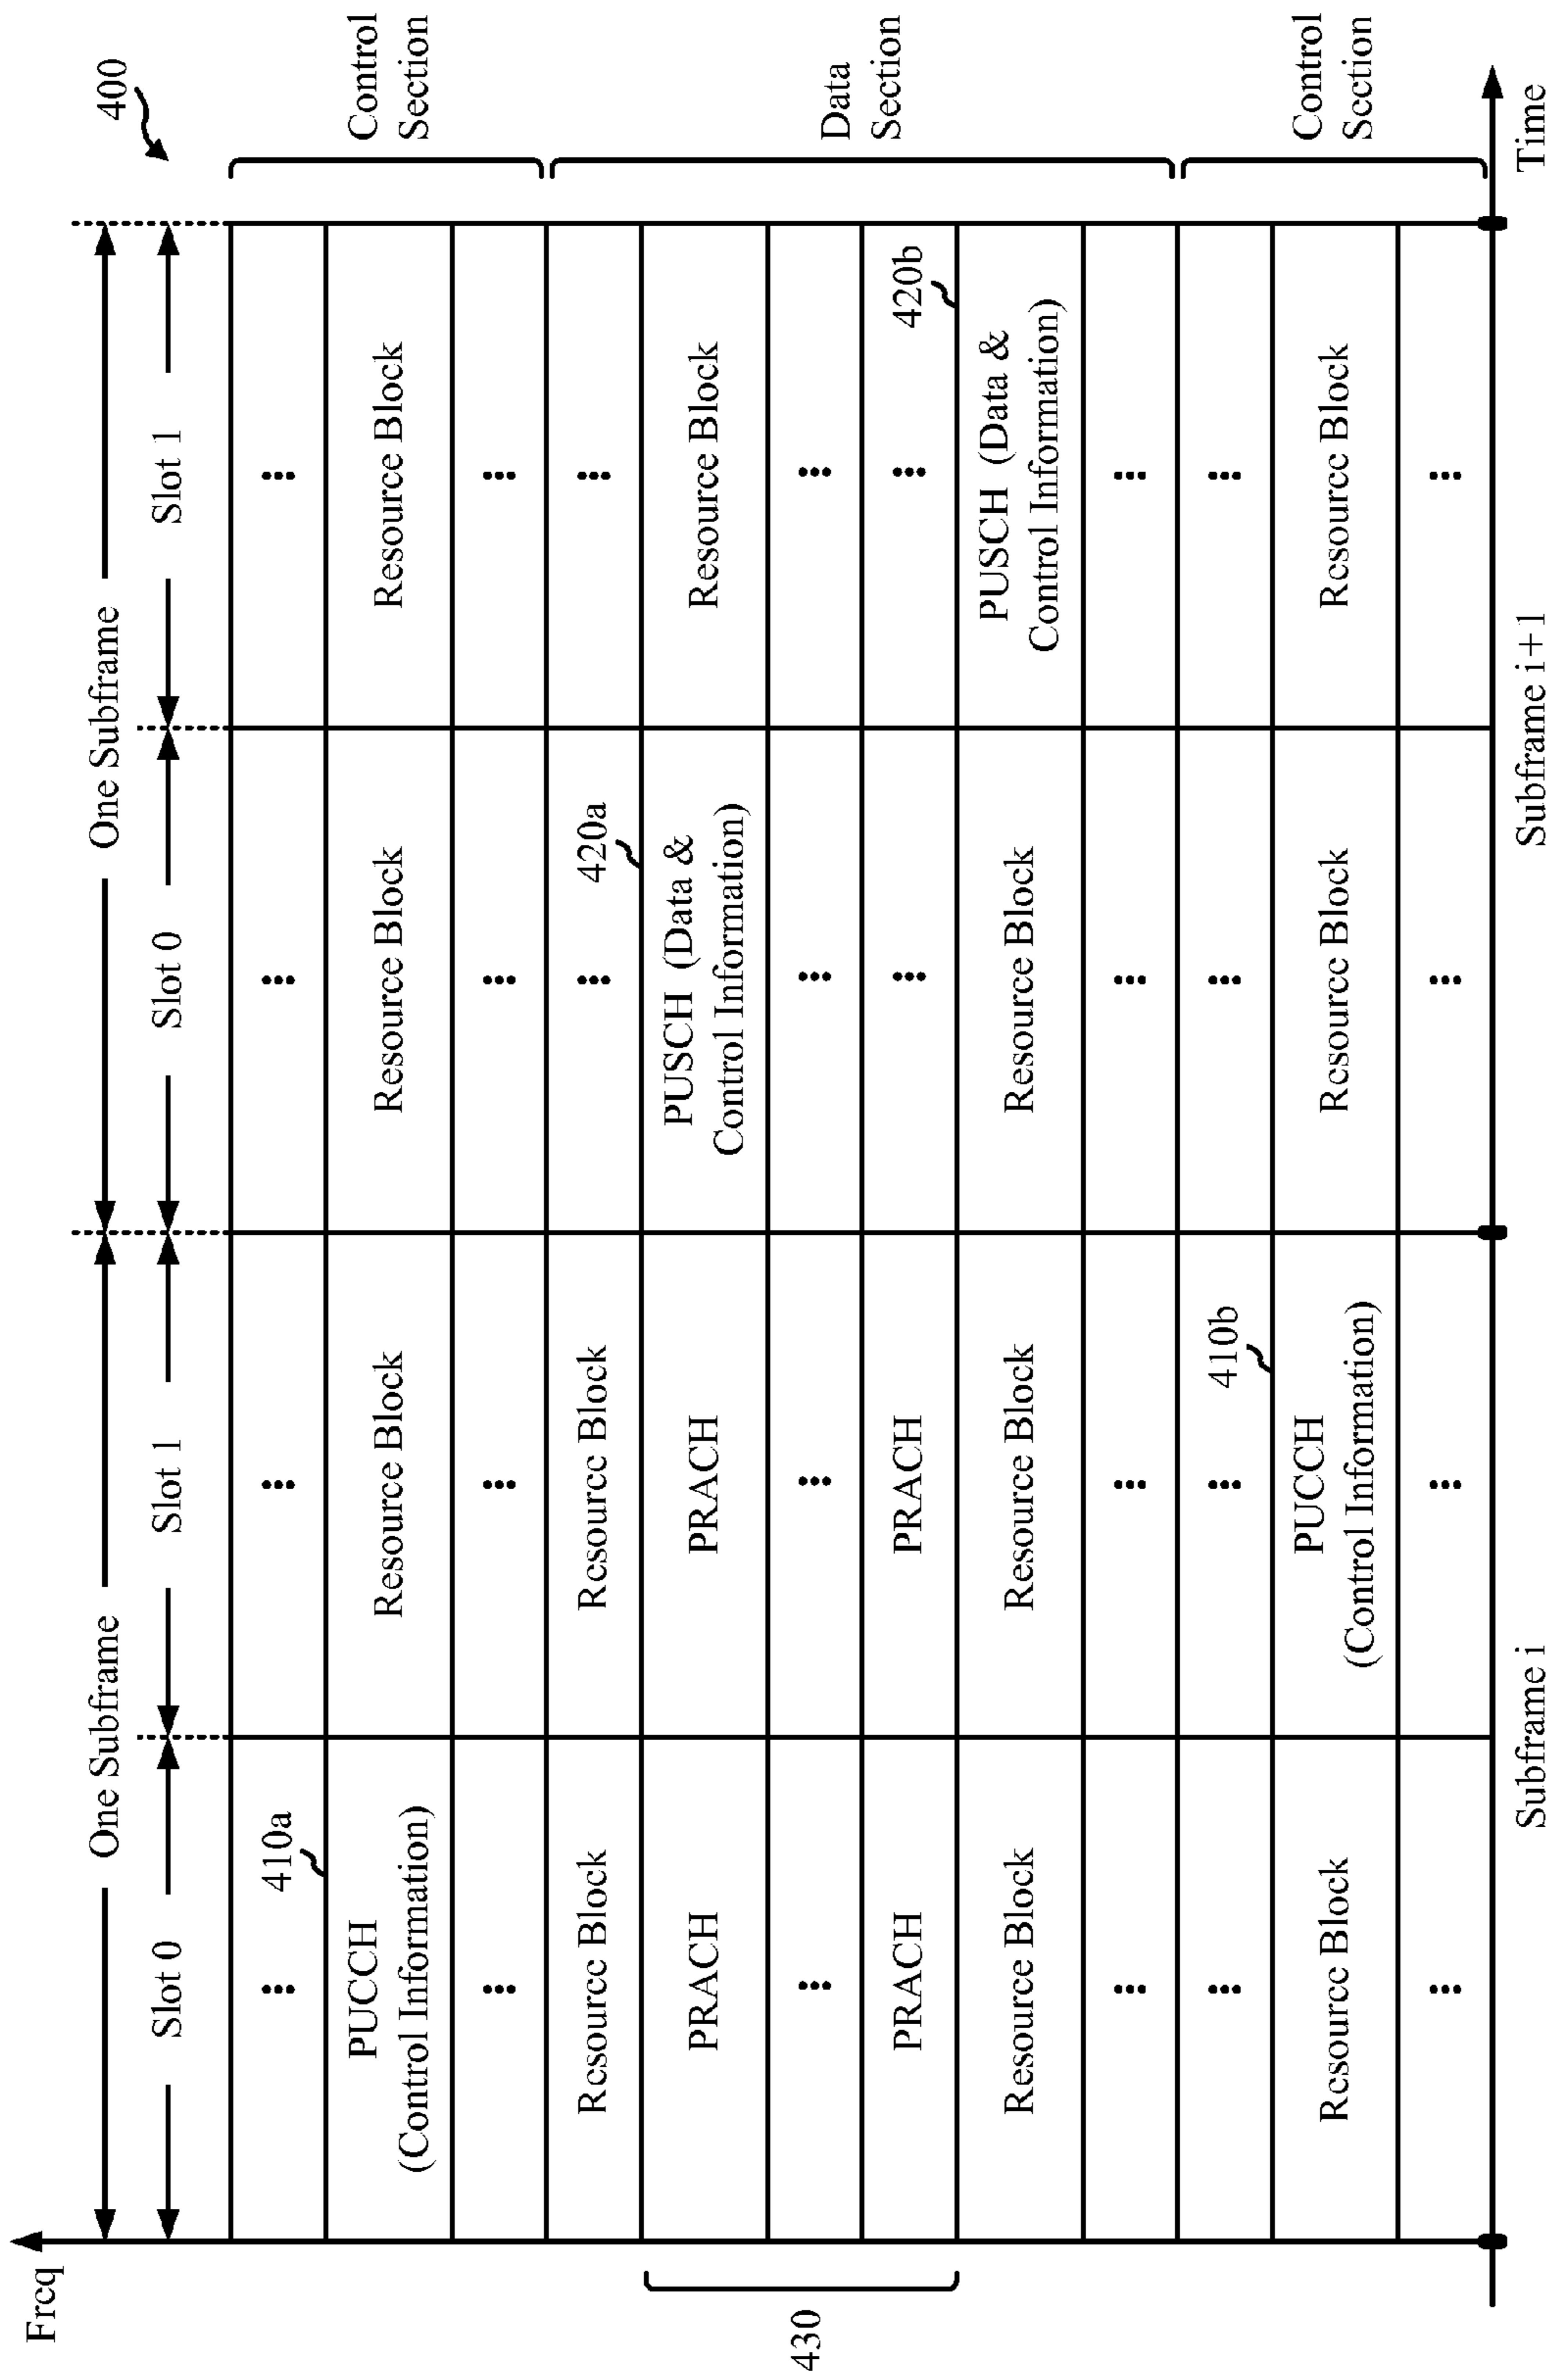 Freq
400
One Subframe
One Subframe
Slot 0
Slot 1
Slot 0
Slot 1
410a
Control
Section
PUCCH
(Control Information)
Resource Block
Resource Block
Resource Block
Resource Block
Resource Block
420a
PRACH
PRACH
PUSCH (Data &
Control Information)
Resource Block
430
Data
Section
PRACH
PRACH
420b
Resource Block
Resource Block
Resource Block
PUSCH (Data &
Control Information)
410b
Control
Section
Resource Block
PUCCH
(Control Information)
Resource Block
Resource Block
Subframe i
Subframe i+1
Time